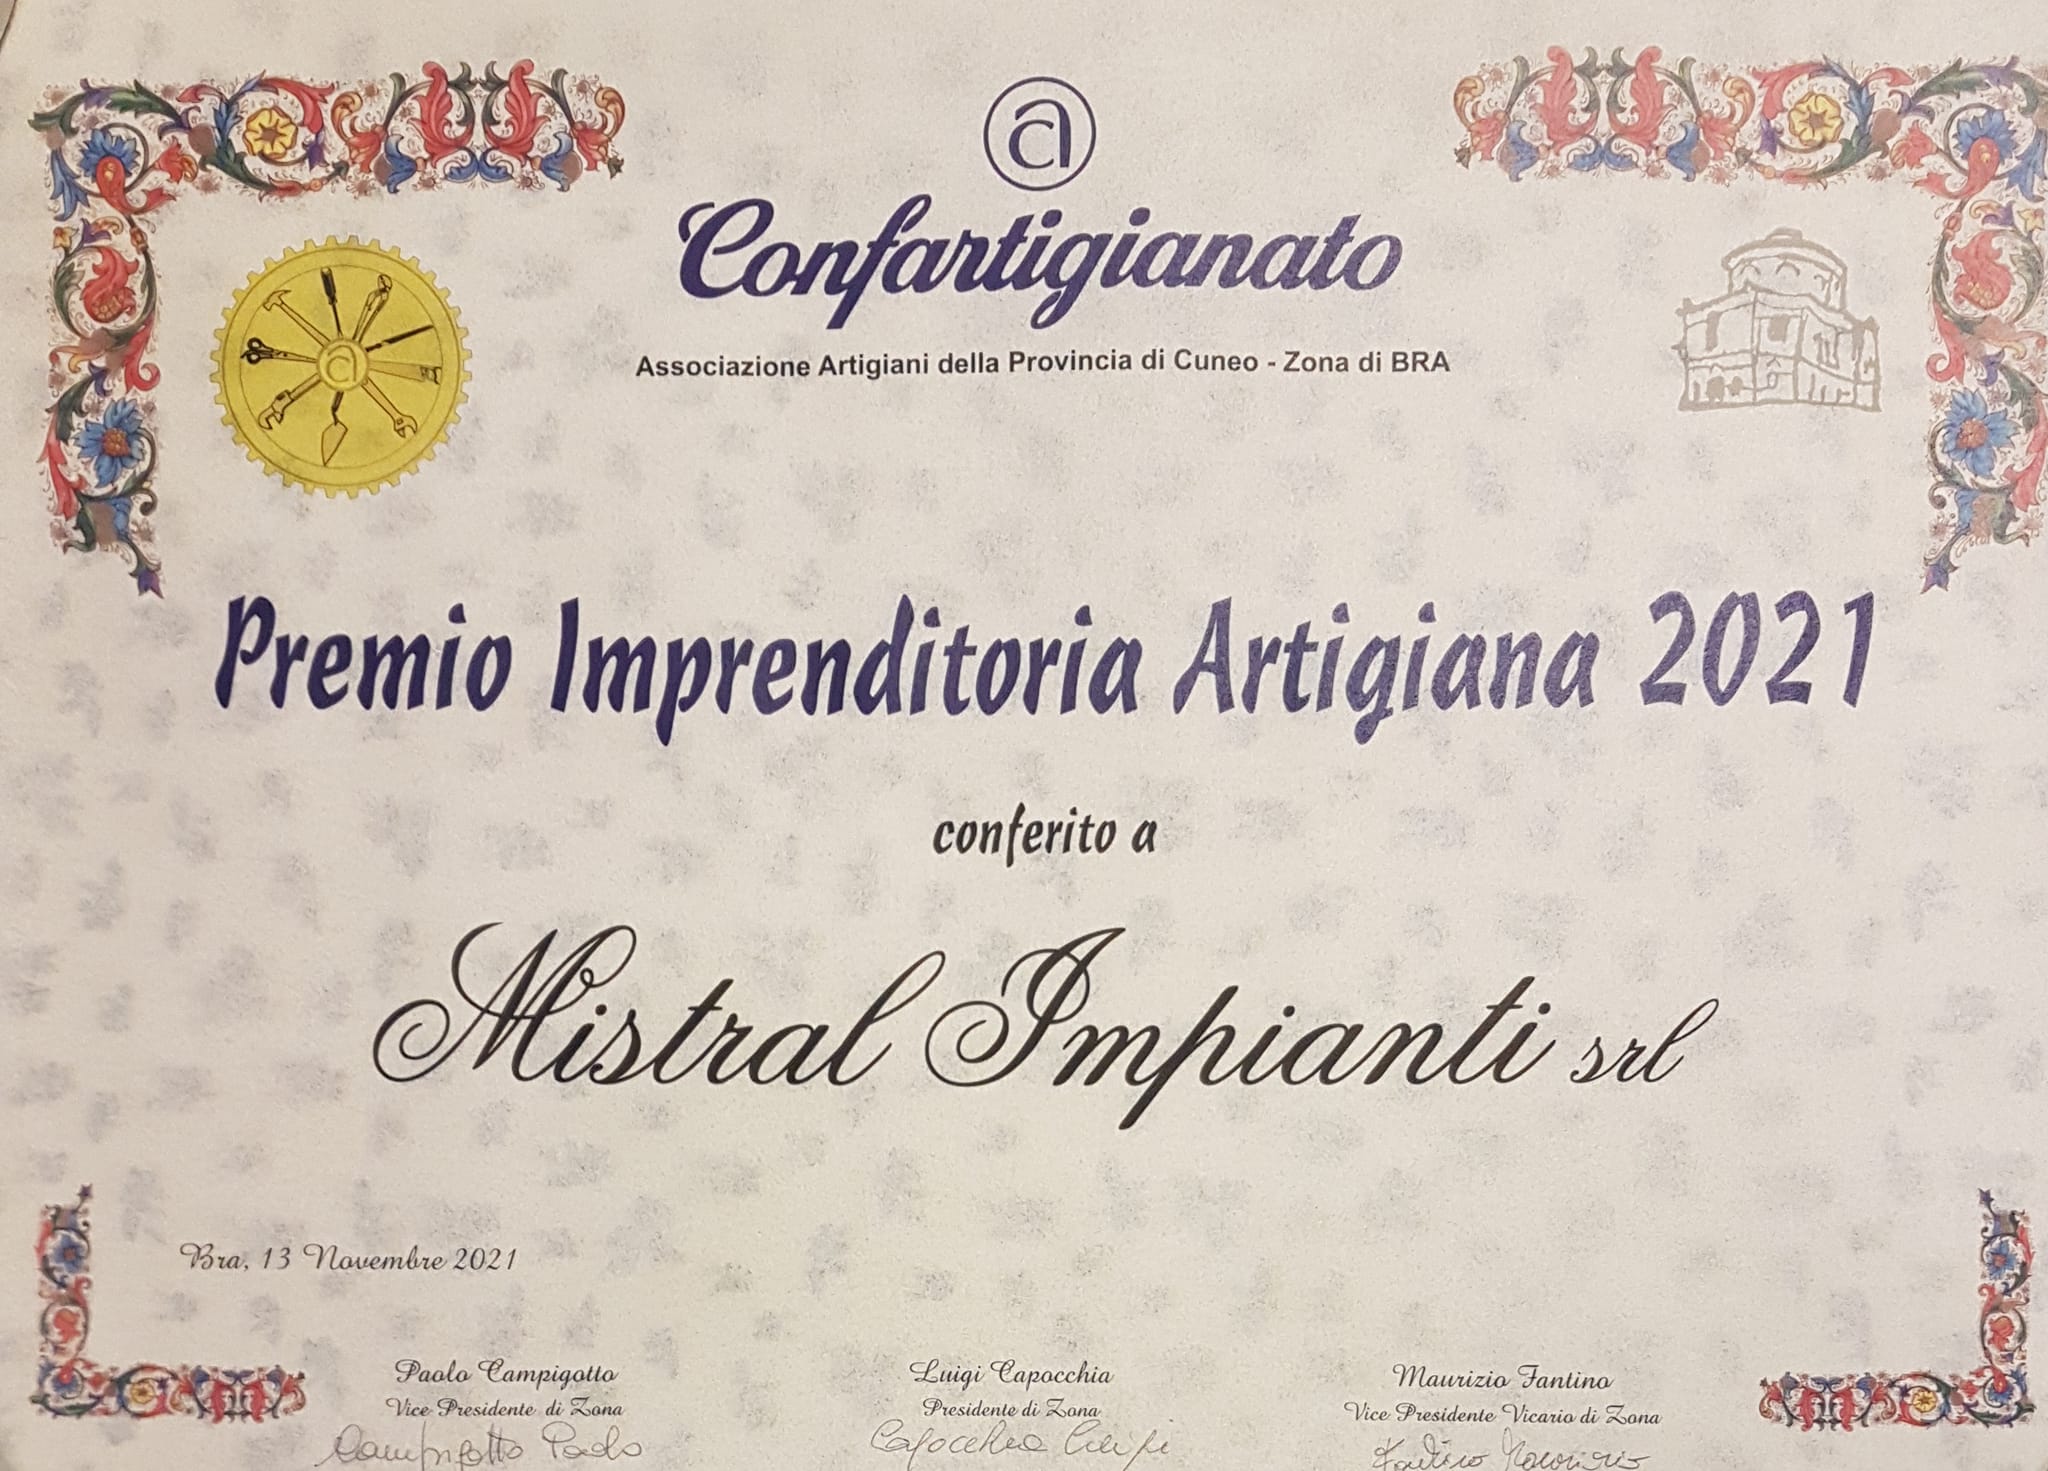 a
Confartigianato
Associazione Artigiani della Provincia di Cuneo - Zona di BRA
a
Premio Imprenditoria Artigiana 2021
conferito a
Mistral Impianti srl
Bra, 13 Novembre 2021
Paolo Campigotto
Vice Presidente di Zona
Campigotto Paolo
Luigi Capocchia
Presidente di Zona
Capocchia Luigi
Maurizio Fantino
Vice Presidente Vicario di Zona
Fantino Maurizio